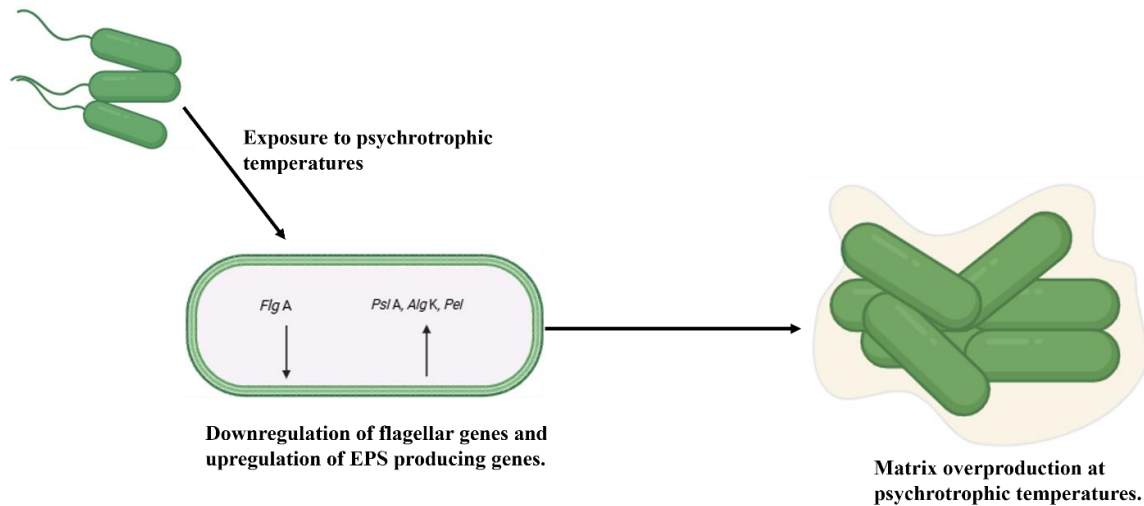 Exposure to psychrotrophic
temperatures
Flg A
Psl A, Alg K, Pel
Downregulation of flagellar genes and
upregulation of EPS producing genes.
Matrix overproduction at
psychrotrophic temperatures.